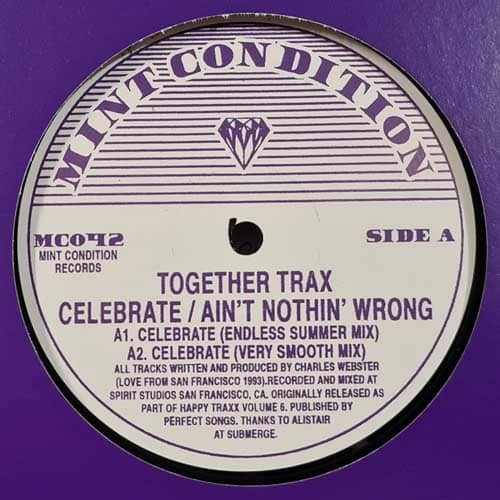 MINT CONDITION
MC042
SIDE A
MINT CONDITION
RECORDS
TOGETHER TRAX
CELEBRATE / AIN'T NOTHIN' WRONG
A1. CELEBRATE (ENDLESS SUMMER MIX)
A2. CELEBRATE (VERY SMOOTH MIX)
ALL TRACKS WRITTEN AND PRODUCED BY CHARLES WEBSTER
(LOVE FROM SAN FRANCISCO 1993).RECORDED AND MIXED AT
SPIRIT STUDIOS SAN FRANCISCO, CA. ORIGINALLY RELEASED AS
PART OF HAPPY TRAXX VOLUME 6. PUBLISHED BY
PERFECT SONGS. THANKS TO ALISTAIR
AT SUBMERGE.